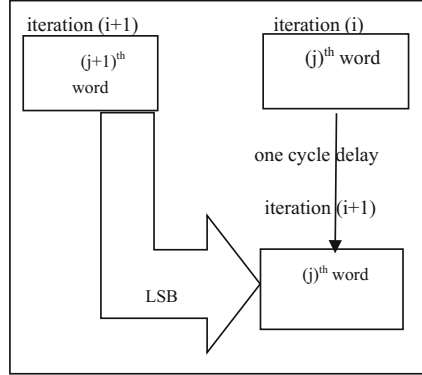 iteration (i+1)
(j+1)th
word
iteration (i)
(j)th word
one cycle delay
iteration (i+1)
(j)th word
LSB